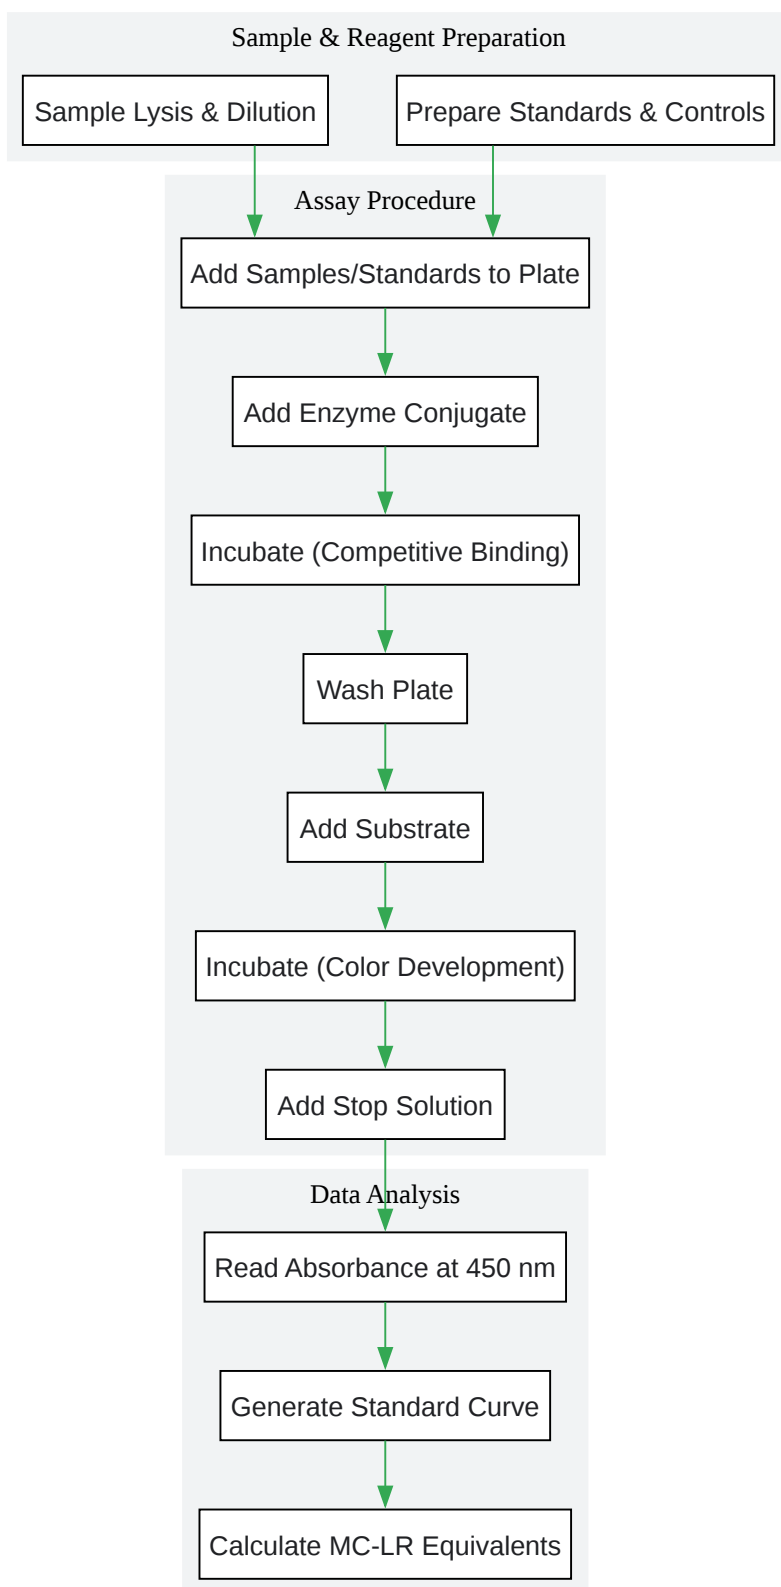 Sample & Reagent Preparation
Sample Lysis & Dilution
Prepare Standards & Controls
Assay Procedure
Add Samples/Standards to Plate
Add Enzyme Conjugate
Incubate (Competitive Binding)
Wash Plate
Add Substrate
Incubate (Color Development)
Add Stop Solution
Data Analysis
Read Absorbance at 450 nm
Generate Standard Curve
Calculate MC-LR Equivalents